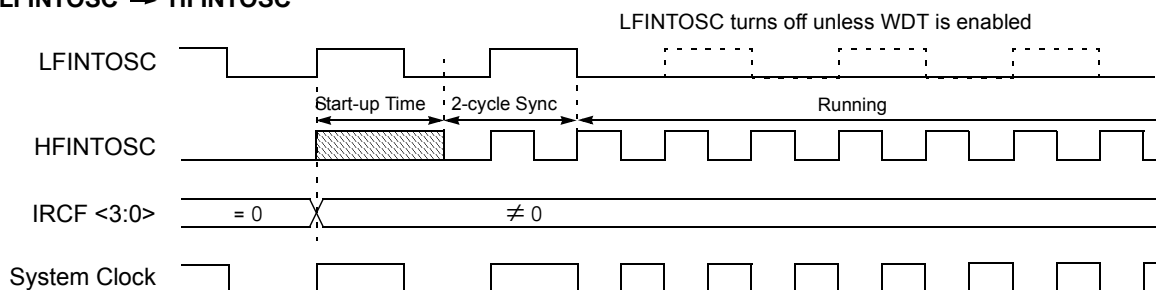 LFINTOSC ➔ HFINTOSC
LFINTOSC turns off unless WDT is enabled
LFINTOSC
Start-up Time 2-cycle Sync Running
HFINTOSC
IRCF <3:0> = 0 ≠ 0
System Clock